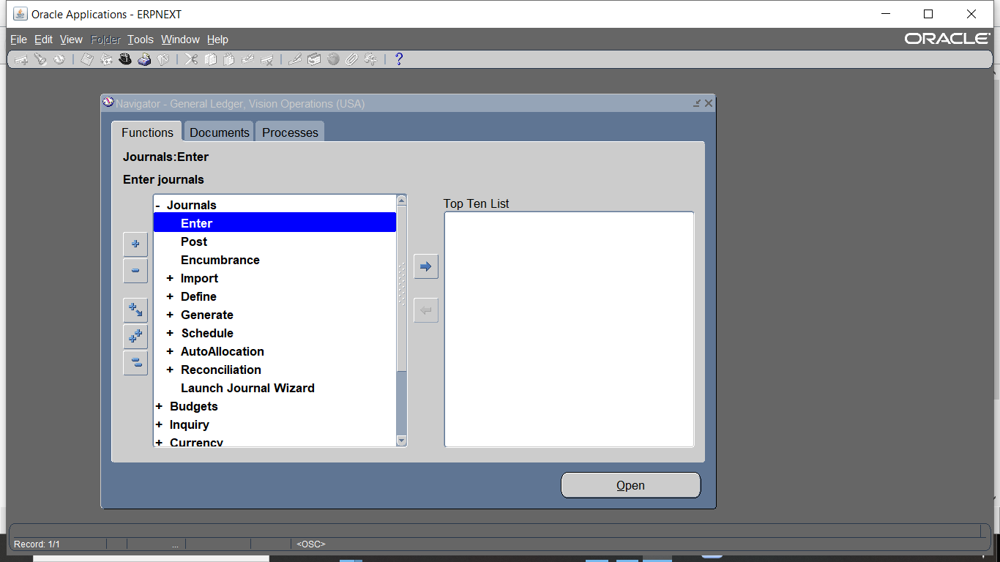 Oracle Applications - ERPNEXT
File Edit View Folder Tools Window Help
ORACLE
?
Navigator - General Ledger, Vision Operations (USA)
Functions Documents Processes
Journals:Enter
Enter journals
Top Ten List
- Journals
Enter
Post
Encumbrance
+ Import
+ Define
+ Generate
+ Schedule
+ AutoAllocation
+ Reconciliation
Launch Journal Wizard
+ Budgets
+ Inquiry
+ Currency
Open
Record: 1/1 ... <OSC>